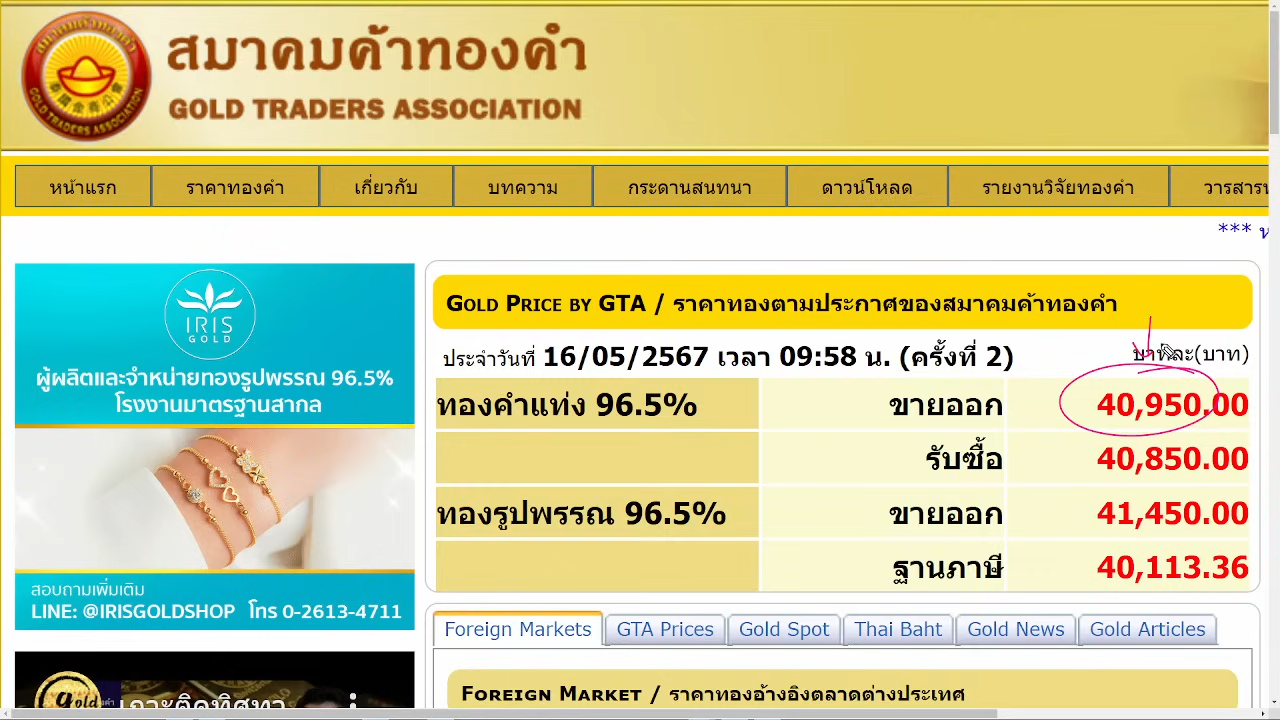 สมาคมค้าทองคำ
GOLD TRADERS ASSOCIATION
GOLD TRADERS ASSOCIATION
หน้าแรก ราคาทองคำ เกี่ยวกับ บทความ กระดานสนทนา ดาวน์โหลด รายงานวิจัยทองคำ วารสาร
***
IRIS
GOLD
ผู้ผลิตและจำหน่ายทองรูปพรรณ 96.5%
โรงงานมาตรฐานสากล
สอบถามเพิ่มเติม
LINE: @IRISGOLDSHOP โทร 0-2613-4711
GOLD PRICE BY GTA / ราคาทองตามประกาศของสมาคมค้าทองคำ
ประจำวันที่ 16/05/2567 เวลา 09:58 น. (ครั้งที่ 2) บาทละ(บาท)
ทองคำแท่ง 96.5% ขายออก 40,950.00
รับซื้อ 40,850.00
ทองรูปพรรณ 96.5% ขายออก 41,450.00
ฐานภาษี 40,113.36
Foreign Markets GTA Prices Gold Spot Thai Baht Gold News Gold Articles
FOREIGN MARKET / ราคาทองอ้างอิงตลาดต่างประเทศ
gold